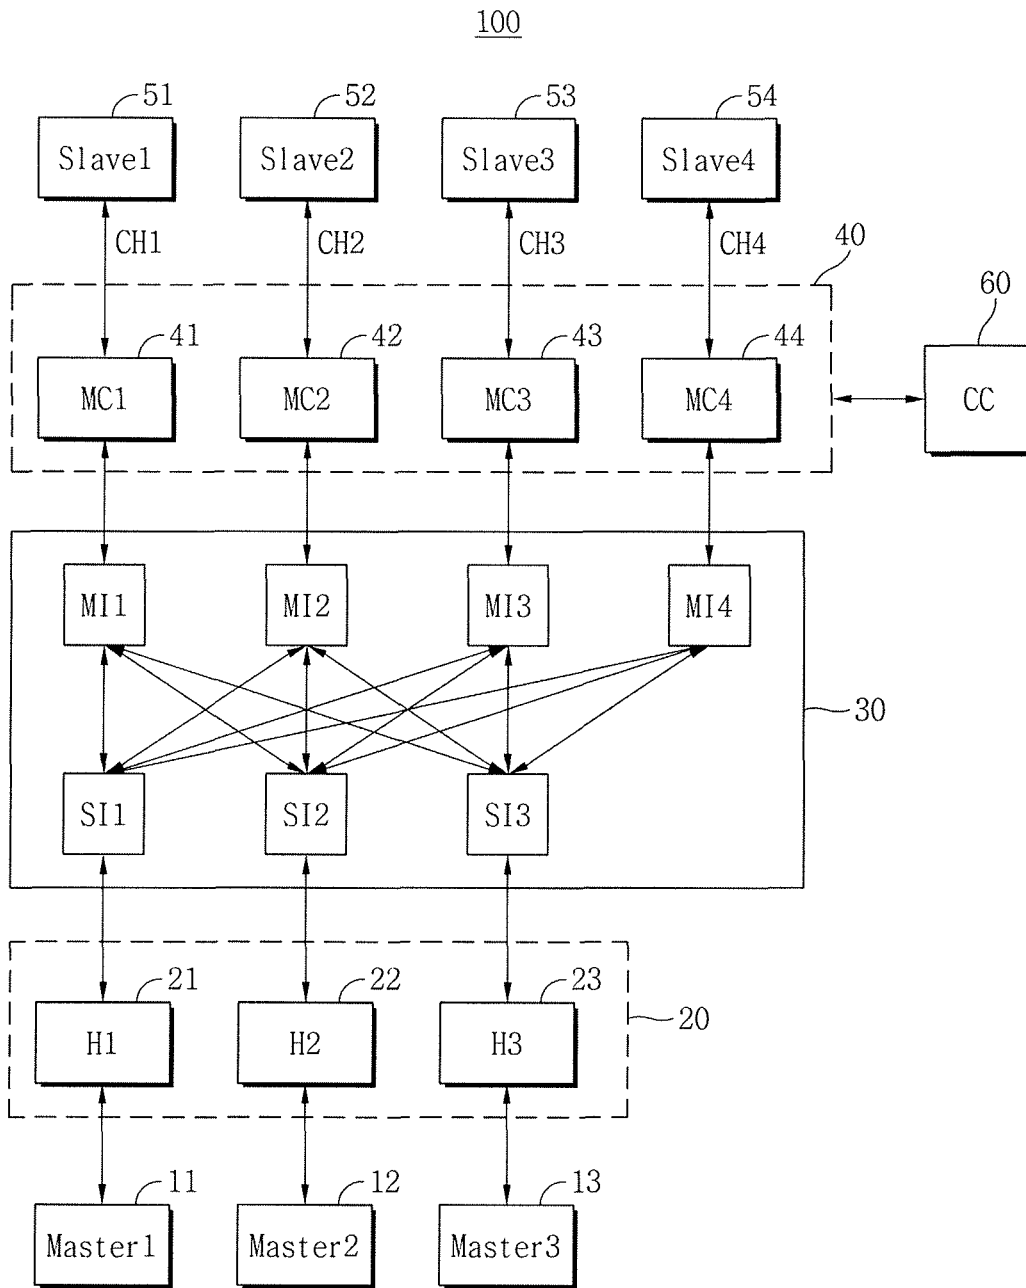 100
51 52 53 54
Slave1 Slave2 Slave3 Slave4
CH1 CH2 CH3 CH4
40
60
41 42 43 44
MC1 MC2 MC3 MC4 CC
MI1 MI2 MI3 MI4
30
SI1 SI2 SI3
21 22 23
20
H1 H2 H3
11 12 13
Master1 Master2 Master3